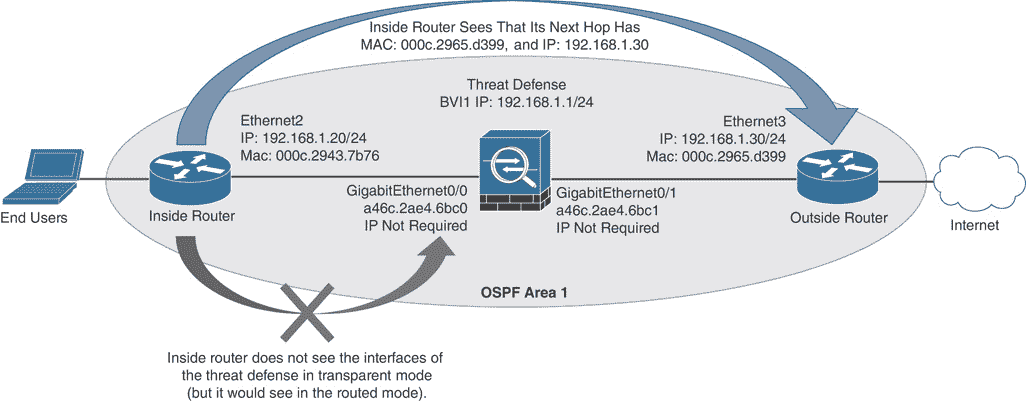 Inside Router Sees That Its Next Hop Has
MAC: 000c.2965.d399, and IP: 192.168.1.30
Threat Defense
BVI1 IP: 192.168.1.1/24
Ethernet2
IP: 192.168.1.20/24
Mac: 000c.2943.7b76
Ethernet3
IP: 192.168.1.30/24
Mac: 000c.2965.d399
End Users
Inside Router
GigabitEthernet0/0
a46c.2ae4.6bc0
IP Not Required
GigabitEthernet0/1
a46c.2ae4.6bc1
IP Not Required
Outside Router
Internet
OSPF Area 1
Inside router does not see the interfaces of
the threat defense in transparent mode
(but it would see in the routed mode).